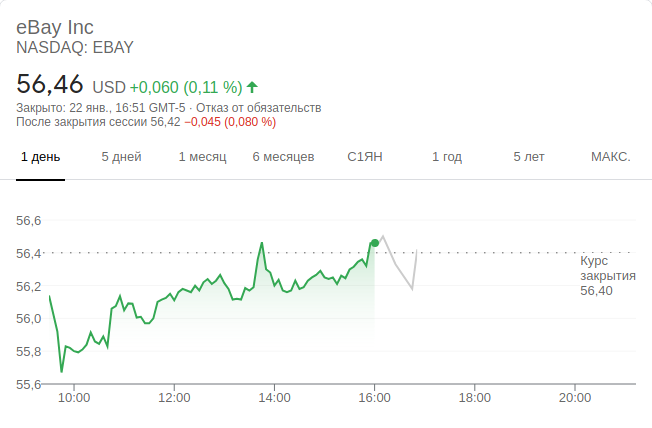 eBay Inc
NASDAQ: EBAY
56,46 USD +0,060 (0,11 %)
Закрыто: 22 янв., 16:51 GMT-5 · Отказ от обязательств
После закрытия сессии 56,42 −0,045 (0,080 %)
1 день 5 дней 1 месяц 6 месяцев С1ЯН 1 год 5 лет МАКС.
56,6
56,4
Курс
закрытия
56,40
56,2
56,0
55,8
55,6
10:00 12:00 14:00 16:00 18:00 20:00